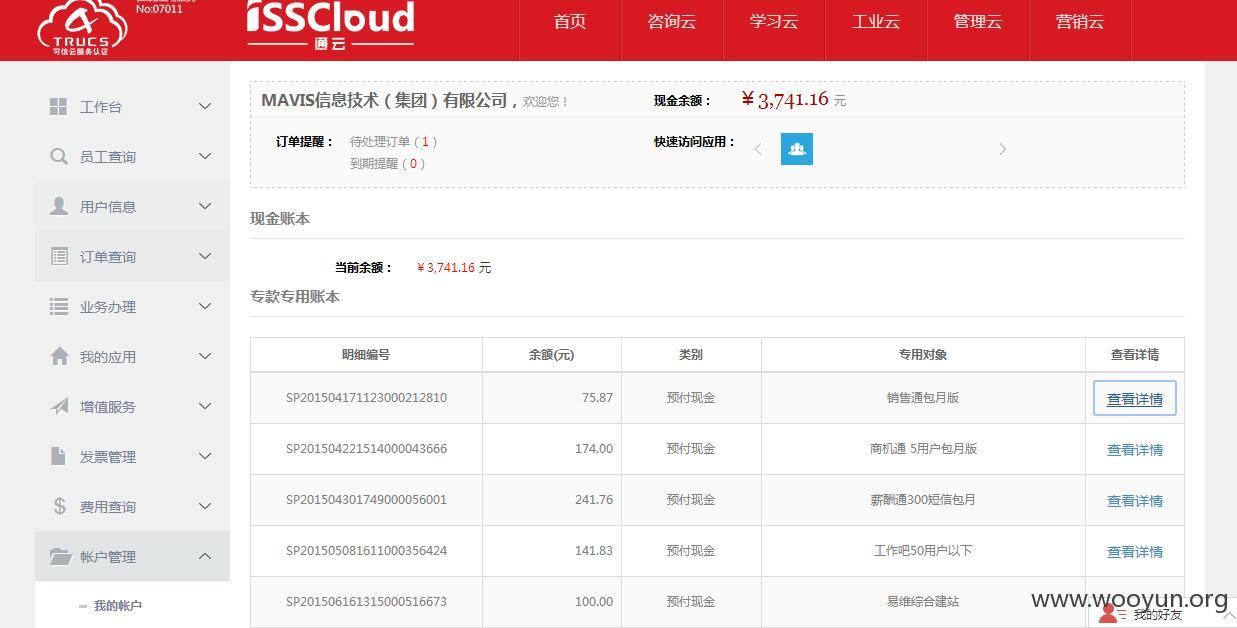 No:07011
TRUCS
可信云服务认证
iSSCloud
通云
首页
咨询云
学习云
工业云
管理云
营销云
工作台
员工查询
用户信息
订单查询
业务办理
我的应用
增值服务
发票管理
费用查询
帐户管理
我的帐户
MAVIS信息技术（集团）有限公司，欢迎您！
现金余额： ¥ 3,741.16 元
订单提醒： 待处理订单（1）
到期提醒（0）
快速访问应用：
现金账本
当前余额： ¥ 3,741.16 元
专款专用账本
明细编号 余额(元) 类别 专用对象 查看详情
SP201504171123000212810 75.87 预付现金 销售通包月版 查看详情
SP201504221514000043666 174.00 预付现金 商机通 5用户包月版 查看详情
SP201504301749000056001 241.76 预付现金 薪酬通300短信包月 查看详情
SP201505081611000356424 141.83 预付现金 工作吧50用户以下 查看详情
SP201506161315000516673 100.00 预付现金 易维综合建站
www.wooyun.org
我的好友